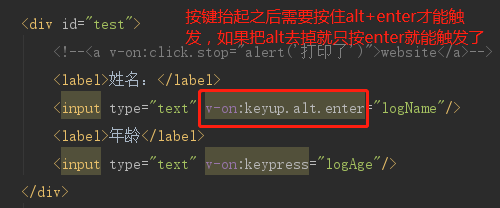 <div id="test">
按键抬起之后需要按住alt+enter才能触
发，如果把alt去掉就只按enter就能触发了
<!--<a v-on:click.stop="alert('打印了')">website</a>-->
<label>姓名：</label>
<input type="text" v-on:keyup.alt.enter="logName"/>
<label>年龄</label>
<input type="text" v-on:keypress="logAge"/>
</div>